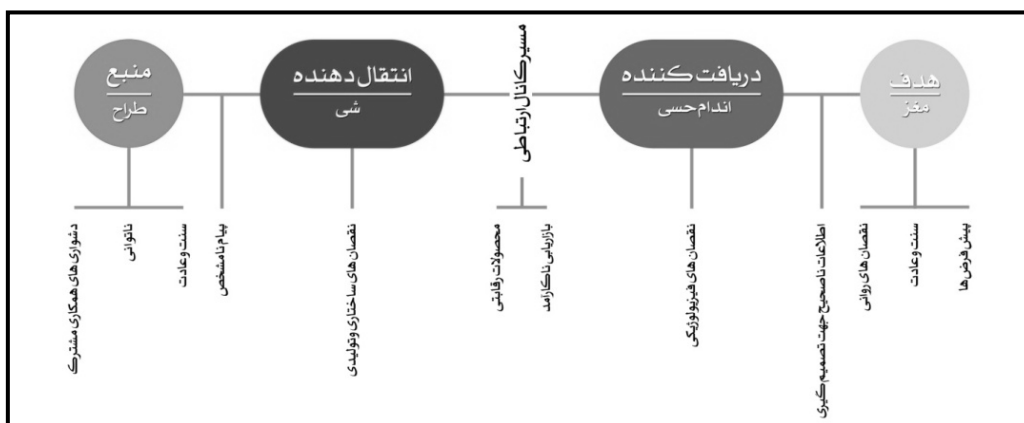 منبع
طراح
انتقال دهنده
شی
مسیر کانال ارتباطی
دریافت کننده
اندام حسی
هدف
مغز
دشواری های همکاری مشترک
ناتوانی
سنت و عادت
پیام نامشخص
نقصان های ساختاری و تولیدی
محصولات رقابتی
بازاریابی ناکارامد
نقصان های فیزیولوژیکی
اطلاعات ناصحیح جهت تصمیم گیری
نقصان های روانی
سنت و عادت
پیش فرض ها